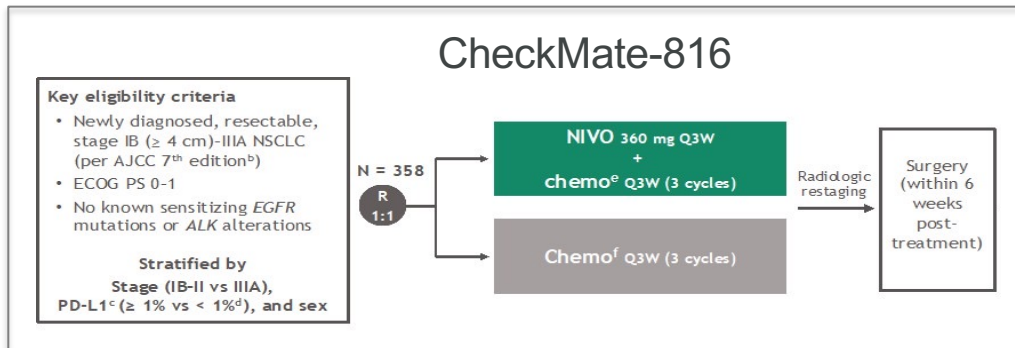 CheckMate-816
Key eligibility criteria
• Newly diagnosed, resectable,
stage IB (≥ 4 cm)-IIIA NSCLC
(per AJCC 7th editionᵇ)
• ECOG PS 0-1
• No known sensitizing EGFR
mutations or ALK alterations
Stratified by
Stage (IB-II vs IIIA),
PD-L1ᶜ (≥ 1% vs < 1%ᵈ), and sex
N = 358
R
1:1
NIVO 360 mg Q3W
+
chemoᵉ Q3W (3 cycles)
Chemoᶠ Q3W (3 cycles)
Radiologic
restaging
Surgery
(within 6
weeks
post-
treatment)